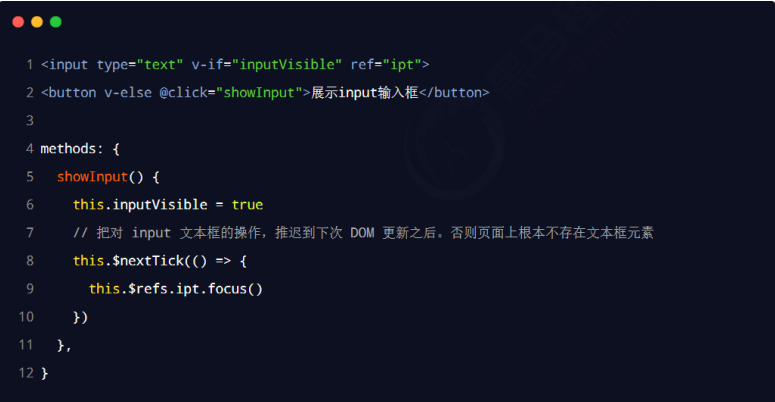 1 <input type="text" v-if="inputVisible" ref="ipt">
2 <button v-else @click="showInput">展示input输入框</button>
3
4 methods: {
5 showInput() {
6 this.inputVisible = true
7 // 把对 input 文本框的操作，推迟到下次 DOM 更新之后。否则页面上根本不存在文本框元素
8 this.$nextTick(() => {
9 this.$refs.ipt.focus()
10 })
11 },
12 }